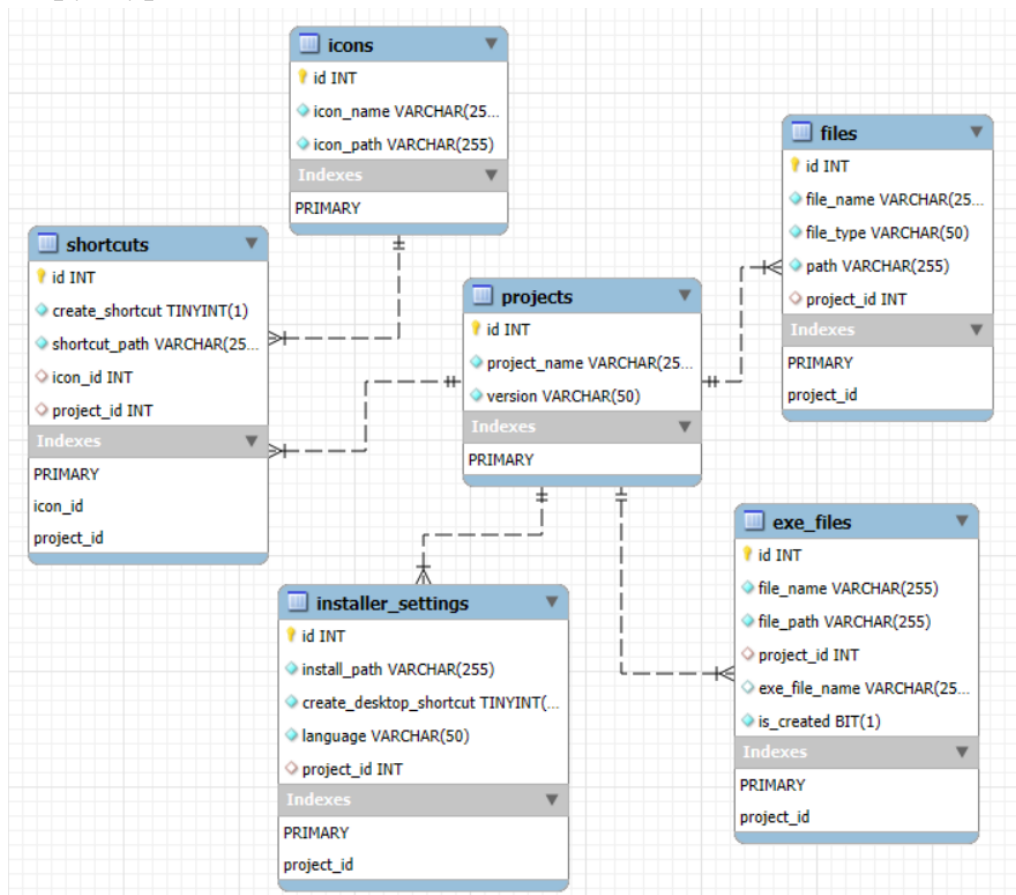 icons
id INT
icon_name VARCHAR(25...
icon_path VARCHAR(255)
Indexes
PRIMARY
files
id INT
file_name VARCHAR(25...
file_type VARCHAR(50)
path VARCHAR(255)
project_id INT
Indexes
PRIMARY
project_id
shortcuts
id INT
create_shortcut TINYINT(1)
shortcut_path VARCHAR(25...
icon_id INT
project_id INT
Indexes
PRIMARY
icon_id
project_id
projects
id INT
project_name VARCHAR(25...
version VARCHAR(50)
Indexes
PRIMARY
exe_files
id INT
file_name VARCHAR(255)
file_path VARCHAR(255)
project_id INT
exe_file_name VARCHAR(25...
is_created BIT(1)
Indexes
PRIMARY
project_id
installer_settings
id INT
install_path VARCHAR(255)
create_desktop_shortcut TINYINT(...
language VARCHAR(50)
project_id INT
Indexes
PRIMARY
project_id